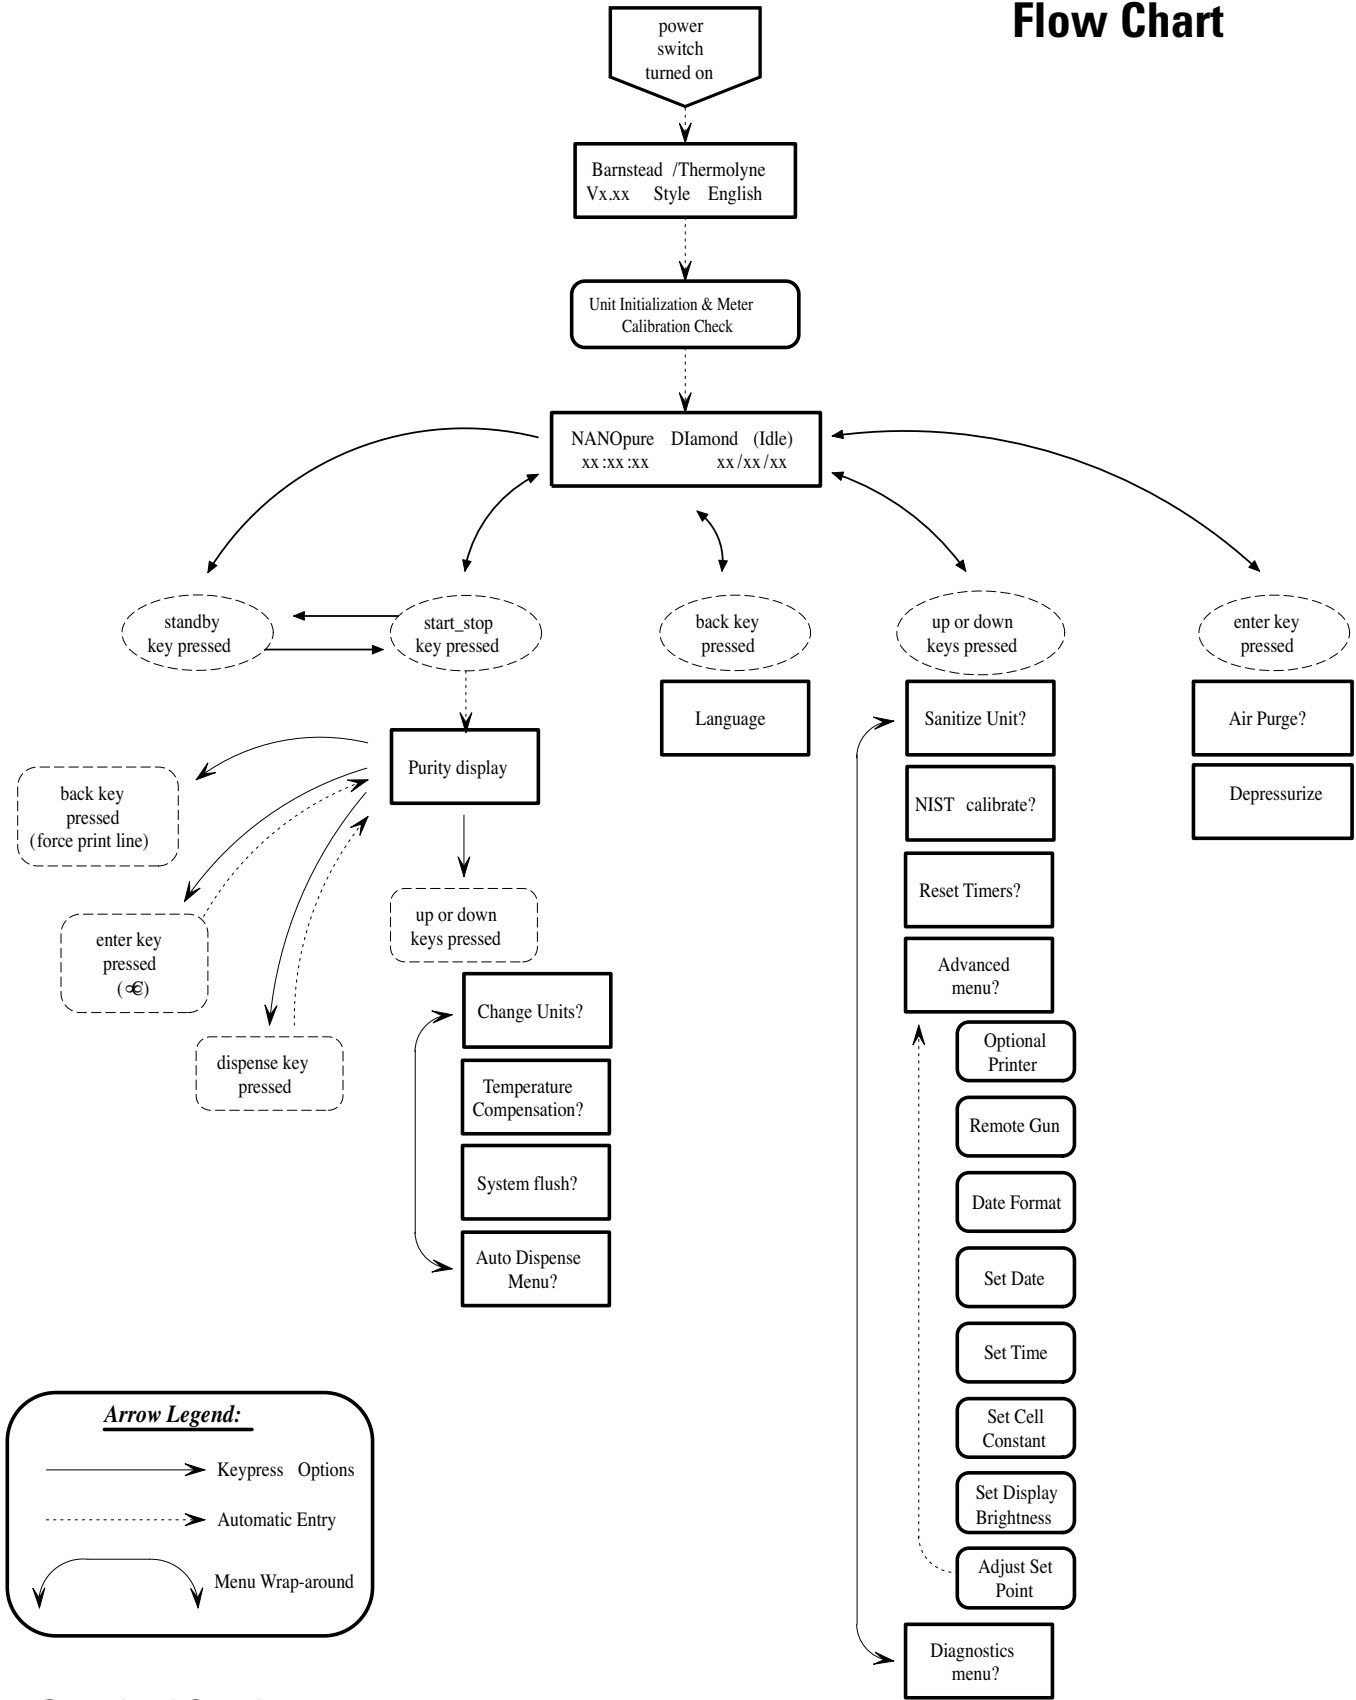 Flow Chart
power
switch
turned on
Barnstead /Thermolyne
Vx.xx Style English
Unit Initialization & Meter
Calibration Check
NANOpure DIamond (Idle)
xx:xx:xx xx/xx/xx
standby
key pressed
start_stop
key pressed
back key
pressed
up or down
keys pressed
enter key
pressed
Language
Sanitize Unit?
Air Purge?
Purity display
NIST calibrate?
Depressurize
back key
pressed
(force print line)
Reset Timers?
up or down
keys pressed
enter key
pressed
Advanced
menu?
Change Units?
Optional
Printer
dispense key
pressed
Temperature
Compensation?
Remote Gun
System flush?
Date Format
Auto Dispense
Menu?
Set Date
Set Time
Arrow Legend:
Keypress Options
Automatic Entry
Menu Wrap-around
Set Cell
Constant
Set Display
Brightness
Adjust Set
Point
Diagnostics
menu?